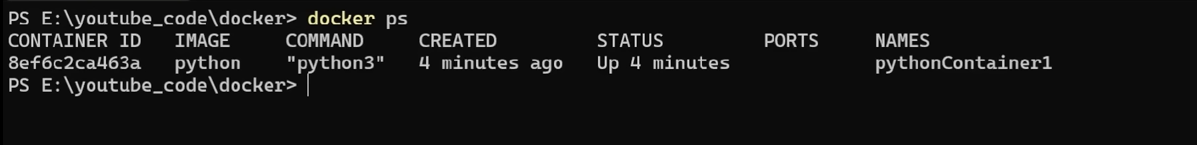 PS E:\youtube_code\docker> docker ps
CONTAINER ID   IMAGE     COMMAND     CREATED         STATUS         PORTS     NAMES
8ef6c2ca463a   python    "python3"   4 minutes ago   Up 4 minutes             pythonContainer1
PS E:\youtube_code\docker>